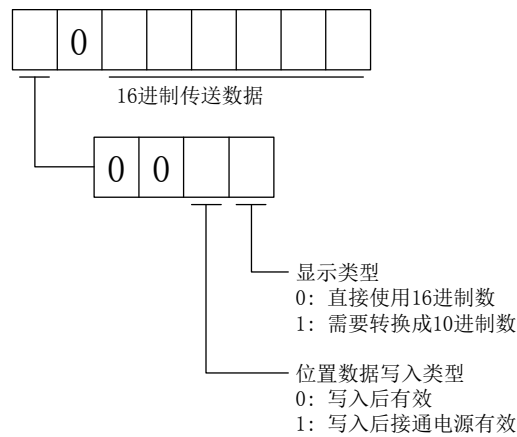 0
16进制传送数据
0 0
显示类型
0: 直接使用16进制数
1: 需要转换成10进制数
位置数据写入类型
0: 写入后有效
1: 写入后接通电源有效